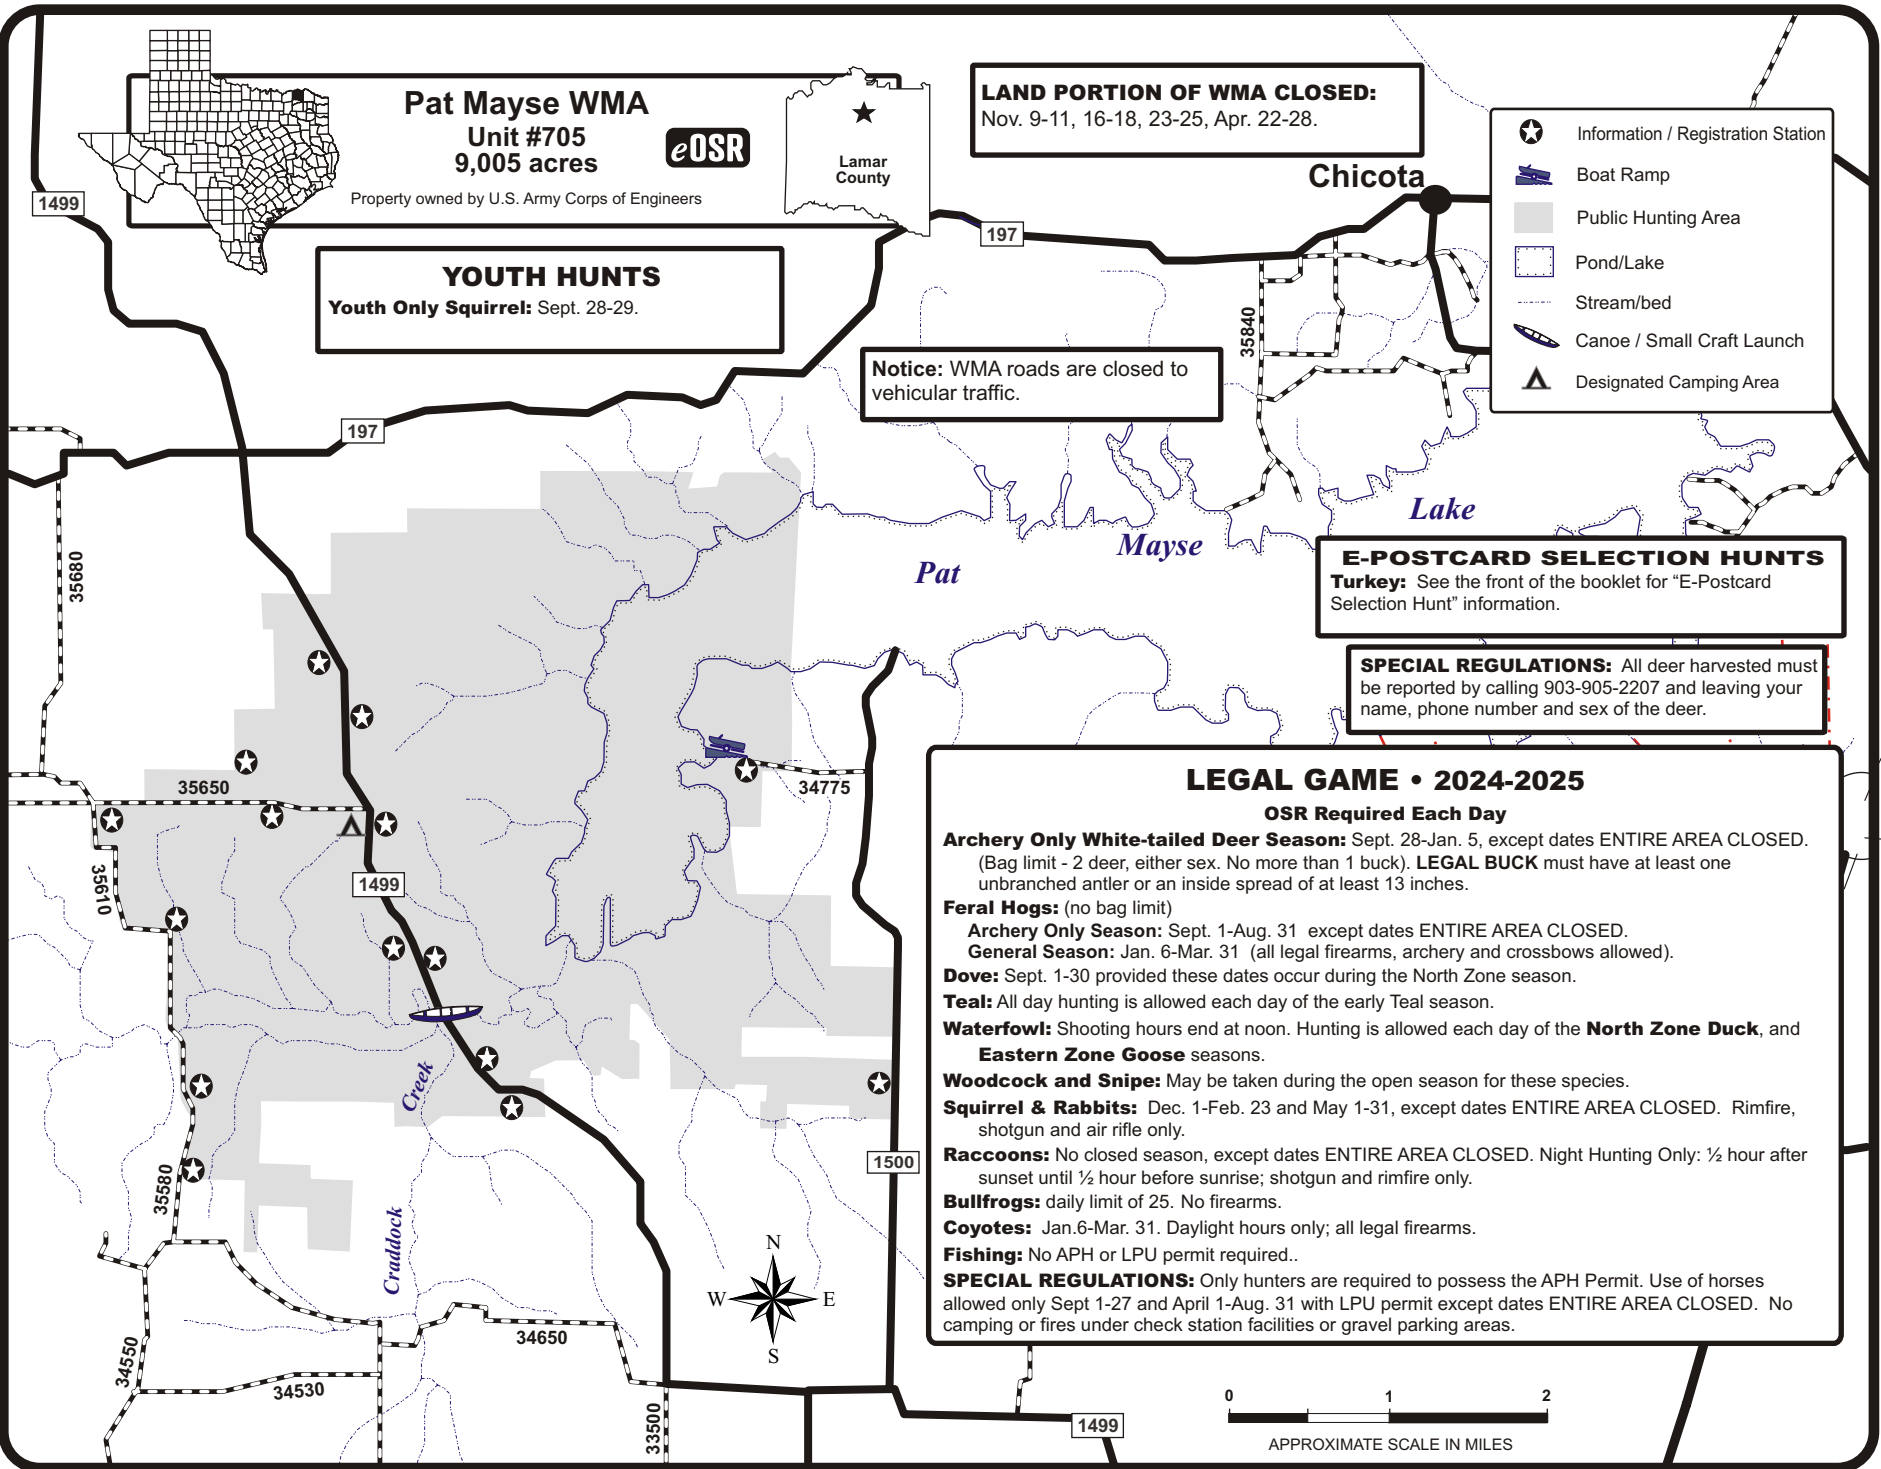 Pat Mayse WMA
Unit #705
9,005 acres
eOSR
Property owned by U.S. Army Corps of Engineers
Lamar
County
LAND PORTION OF WMA CLOSED:
Nov. 9-11, 16-18, 23-25, Apr. 22-28.
Chicota
Information / Registration Station
Boat Ramp
Public Hunting Area
Pond/Lake
Stream/bed
Canoe / Small Craft Launch
Designated Camping Area
1499
197
YOUTH HUNTS
Youth Only Squirrel: Sept. 28-29.
35840
Notice: WMA roads are closed to
vehicular traffic.
197
35680
Lake
Mayse
Pat
E-POSTCARD SELECTION HUNTS
Turkey: See the front of the booklet for “E-Postcard
Selection Hunt” information.
SPECIAL REGULATIONS: All deer harvested must
be reported by calling 903-905-2207 and leaving your
name, phone number and sex of the deer.
35650
34775
35610
1499
LEGAL GAME • 2024-2025
OSR Required Each Day
Archery Only White-tailed Deer Season: Sept. 28-Jan. 5, except dates ENTIRE AREA CLOSED.
(Bag limit - 2 deer, either sex. No more than 1 buck). LEGAL BUCK must have at least one
unbranched antler or an inside spread of at least 13 inches.
Feral Hogs: (no bag limit)
Archery Only Season: Sept. 1-Aug. 31 except dates ENTIRE AREA CLOSED.
General Season: Jan. 6-Mar. 31 (all legal firearms, archery and crossbows allowed).
Dove: Sept. 1-30 provided these dates occur during the North Zone season.
Teal: All day hunting is allowed each day of the early Teal season.
Waterfowl: Shooting hours end at noon. Hunting is allowed each day of the North Zone Duck, and
Eastern Zone Goose seasons.
Woodcock and Snipe: May be taken during the open season for these species.
Squirrel & Rabbits: Dec. 1-Feb. 23 and May 1-31, except dates ENTIRE AREA CLOSED. Rimfire,
shotgun and air rifle only.
Raccoons: No closed season, except dates ENTIRE AREA CLOSED. Night Hunting Only: ½ hour after
sunset until ½ hour before sunrise; shotgun and rimfire only.
Bullfrogs: daily limit of 25. No firearms.
Coyotes: Jan.6-Mar. 31. Daylight hours only; all legal firearms.
Fishing: No APH or LPU permit required..
SPECIAL REGULATIONS: Only hunters are required to possess the APH Permit. Use of horses
allowed only Sept 1-27 and April 1-Aug. 31 with LPU permit except dates ENTIRE AREA CLOSED. No
camping or fires under check station facilities or gravel parking areas.
Creek
Craddock
35580
1500
N
W
E
S
34650
34550
34530
33500
1499
0 1 2
APPROXIMATE SCALE IN MILES